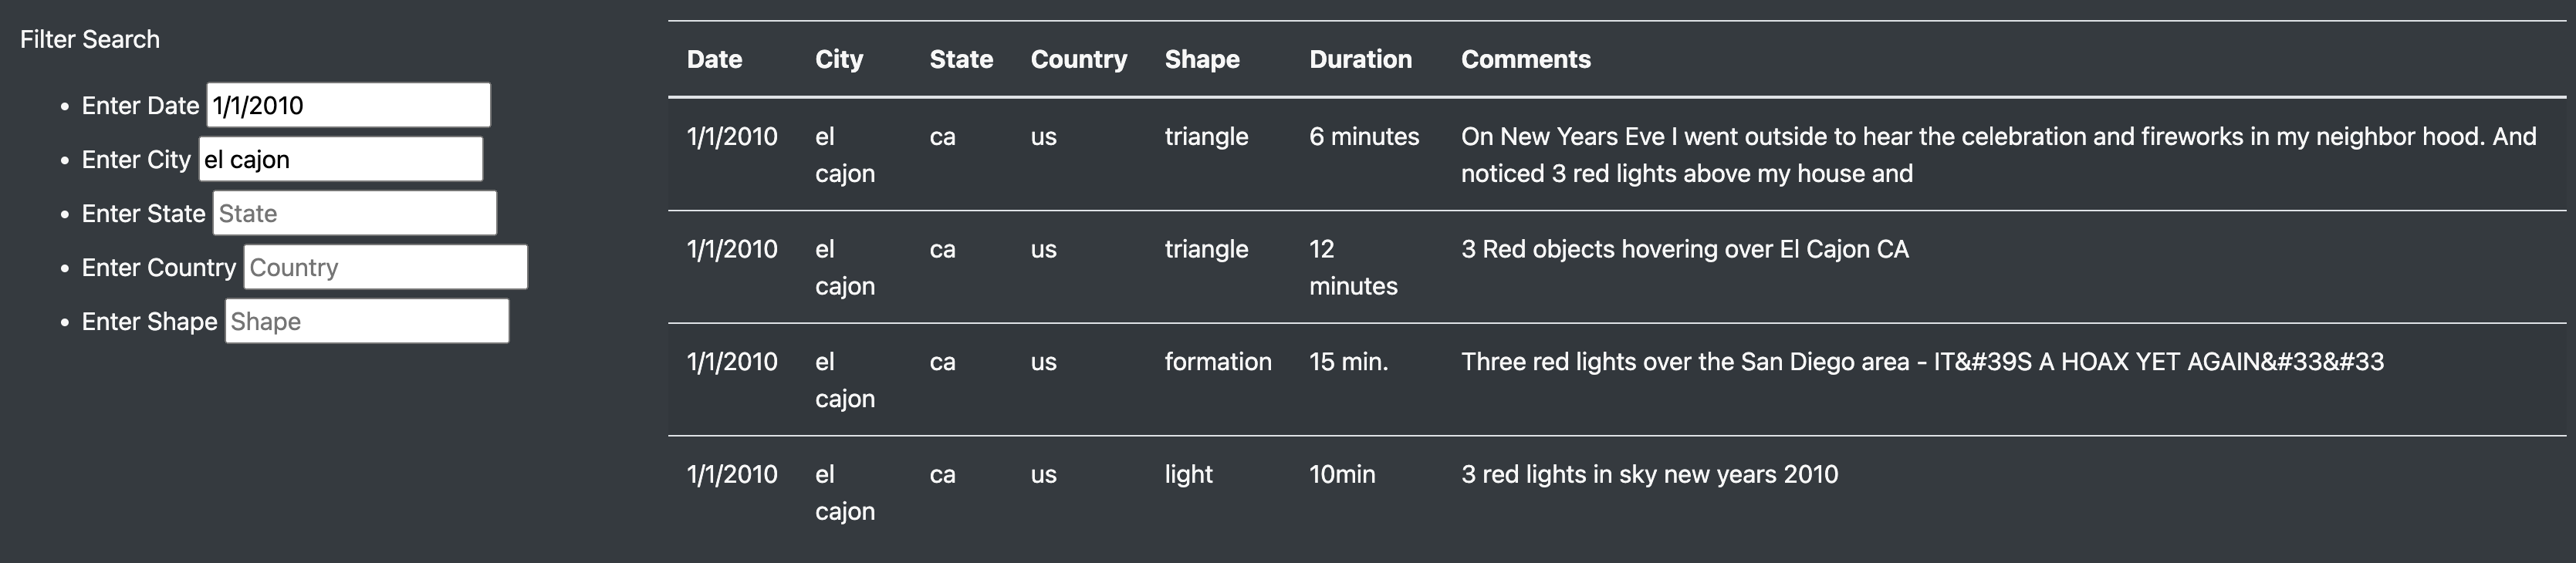 Filter Search
Enter Date 1/1/2010
Enter City el cajon
Enter State State
Enter Country Country
Enter Shape Shape
Date City State Country Shape Duration Comments
1/1/2010 el ca us triangle 6 minutes On New Years Eve I went outside to hear the celebration and fireworks in my neighbor hood. And
cajon noticed 3 red lights above my house and
1/1/2010 el ca us triangle 12 3 Red objects hovering over El Cajon CA
cajon minutes
1/1/2010 el ca us formation 15 min. Three red lights over the San Diego area - IT&#39S A HOAX YET AGAIN&#33&#33
cajon
1/1/2010 el ca us light 10min 3 red lights in sky new years 2010
cajon